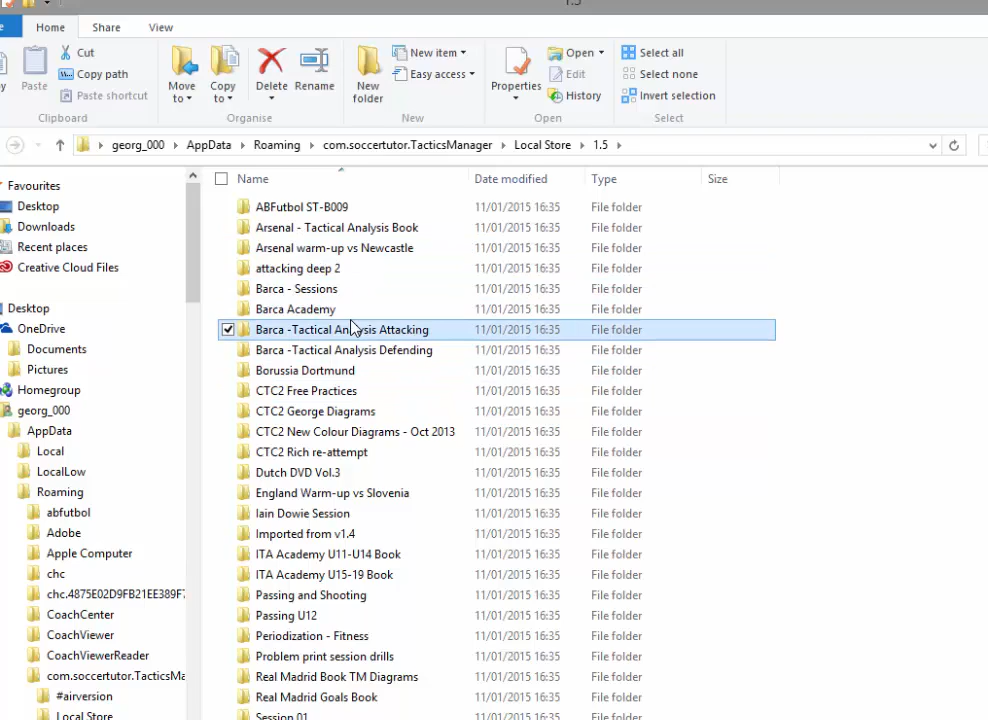 1.5
Home Share View
Cut
Copy path
Paste shortcut
Paste
Clipboard
Move to
Copy to
Delete
Rename
Organise
New folder
New item
Easy access
New
Properties
Open
Edit
History
Open
Select all
Select none
Invert selection
Select
georg_000 AppData Roaming com.soccertutor.TacticsManager Local Store 1.5
Favourites
Desktop
Downloads
Recent places
Creative Cloud Files
Desktop
OneDrive
Documents
Pictures
Homegroup
georg_000
AppData
Local
LocalLow
Roaming
abfutbol
Adobe
Apple Computer
chc
chc.4875E02D9FB21EE389F7
CoachCenter
CoachViewer
CoachViewerReader
com.soccertutor.TacticsMa
#airversion
Local Store
Name Date modified Type Size
ABFutbol ST-B009 11/01/2015 16:35 File folder
Arsenal - Tactical Analysis Book 11/01/2015 16:35 File folder
Arsenal warm-up vs Newcastle 11/01/2015 16:35 File folder
attacking deep 2 11/01/2015 16:35 File folder
Barca - Sessions 11/01/2015 16:35 File folder
Barca Academy 11/01/2015 16:35 File folder
Barca -Tactical Analysis Attacking 11/01/2015 16:35 File folder
Barca -Tactical Analysis Defending 11/01/2015 16:35 File folder
Borussia Dortmund 11/01/2015 16:35 File folder
CTC2 Free Practices 11/01/2015 16:35 File folder
CTC2 George Diagrams 11/01/2015 16:35 File folder
CTC2 New Colour Diagrams - Oct 2013 11/01/2015 16:35 File folder
CTC2 Rich re-attempt 11/01/2015 16:35 File folder
Dutch DVD Vol.3 11/01/2015 16:35 File folder
England Warm-up vs Slovenia 11/01/2015 16:35 File folder
Iain Dowie Session 11/01/2015 16:35 File folder
Imported from v1.4 11/01/2015 16:35 File folder
ITA Academy U11-U14 Book 11/01/2015 16:35 File folder
ITA Academy U15-19 Book 11/01/2015 16:35 File folder
Passing and Shooting 11/01/2015 16:35 File folder
Passing U12 11/01/2015 16:35 File folder
Periodization - Fitness 11/01/2015 16:35 File folder
Problem print session drills 11/01/2015 16:35 File folder
Real Madrid Book TM Diagrams 11/01/2015 16:35 File folder
Real Madrid Goals Book 11/01/2015 16:35 File folder
Session 01 11/01/2015 16:35 File folder